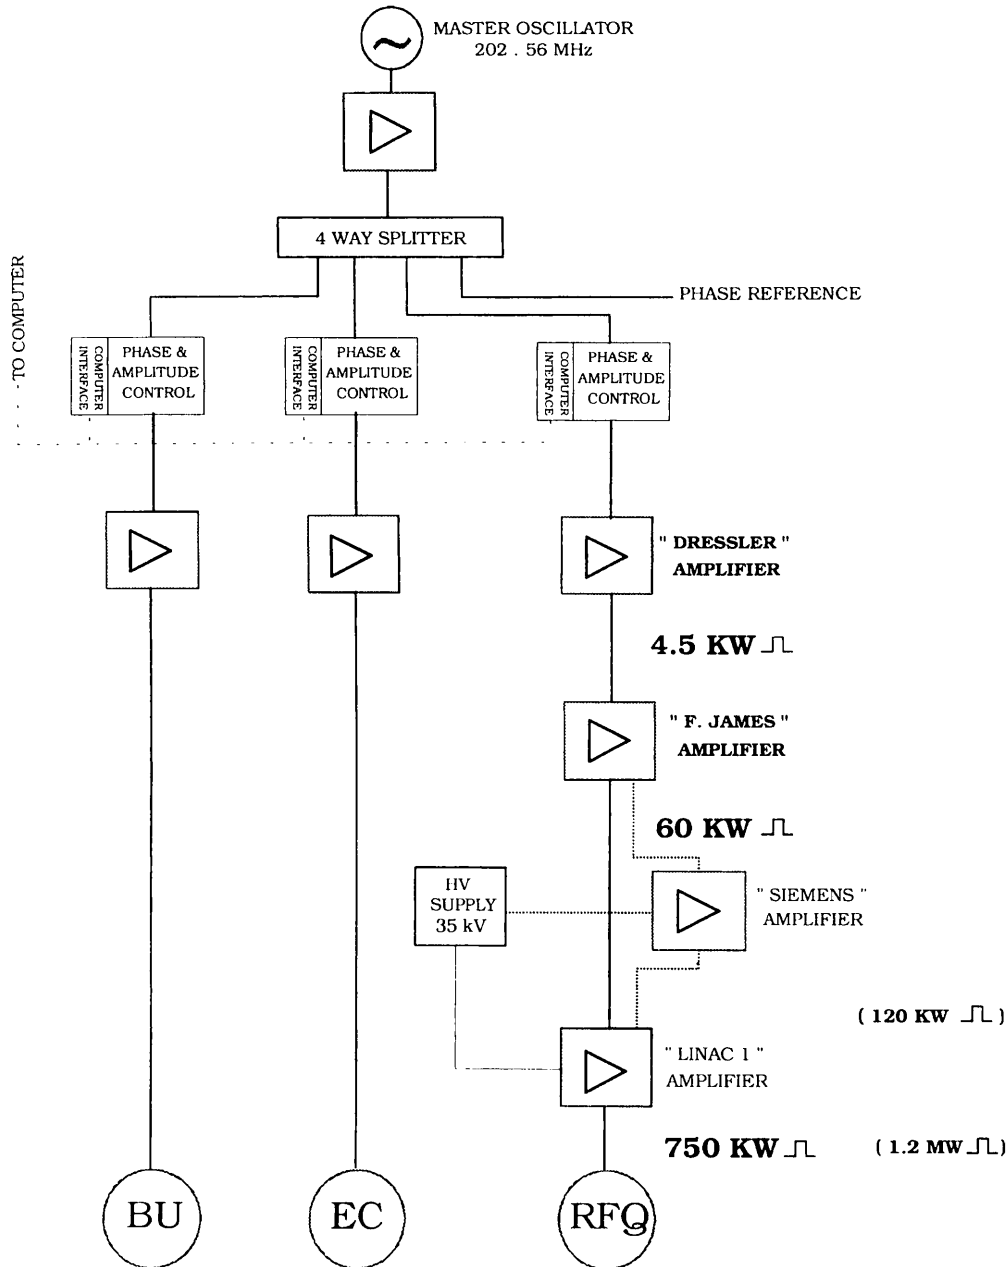 MASTER OSCILLATOR
202 . 56 MHz
4 WAY SPLITTER
TO COMPUTER
PHASE REFERENCE
COMPUTER
INTERFACE
PHASE &
AMPLITUDE
CONTROL
COMPUTER
INTERFACE
PHASE &
AMPLITUDE
CONTROL
COMPUTER
INTERFACE
PHASE &
AMPLITUDE
CONTROL
" DRESSLER "
AMPLIFIER
4.5 KW
" F. JAMES "
AMPLIFIER
60 KW
HV
SUPPLY
35 kV
" SIEMENS "
AMPLIFIER
( 120 KW )
" LINAC 1 "
AMPLIFIER
750 KW
( 1.2 MW )
BU
EC
RFQ